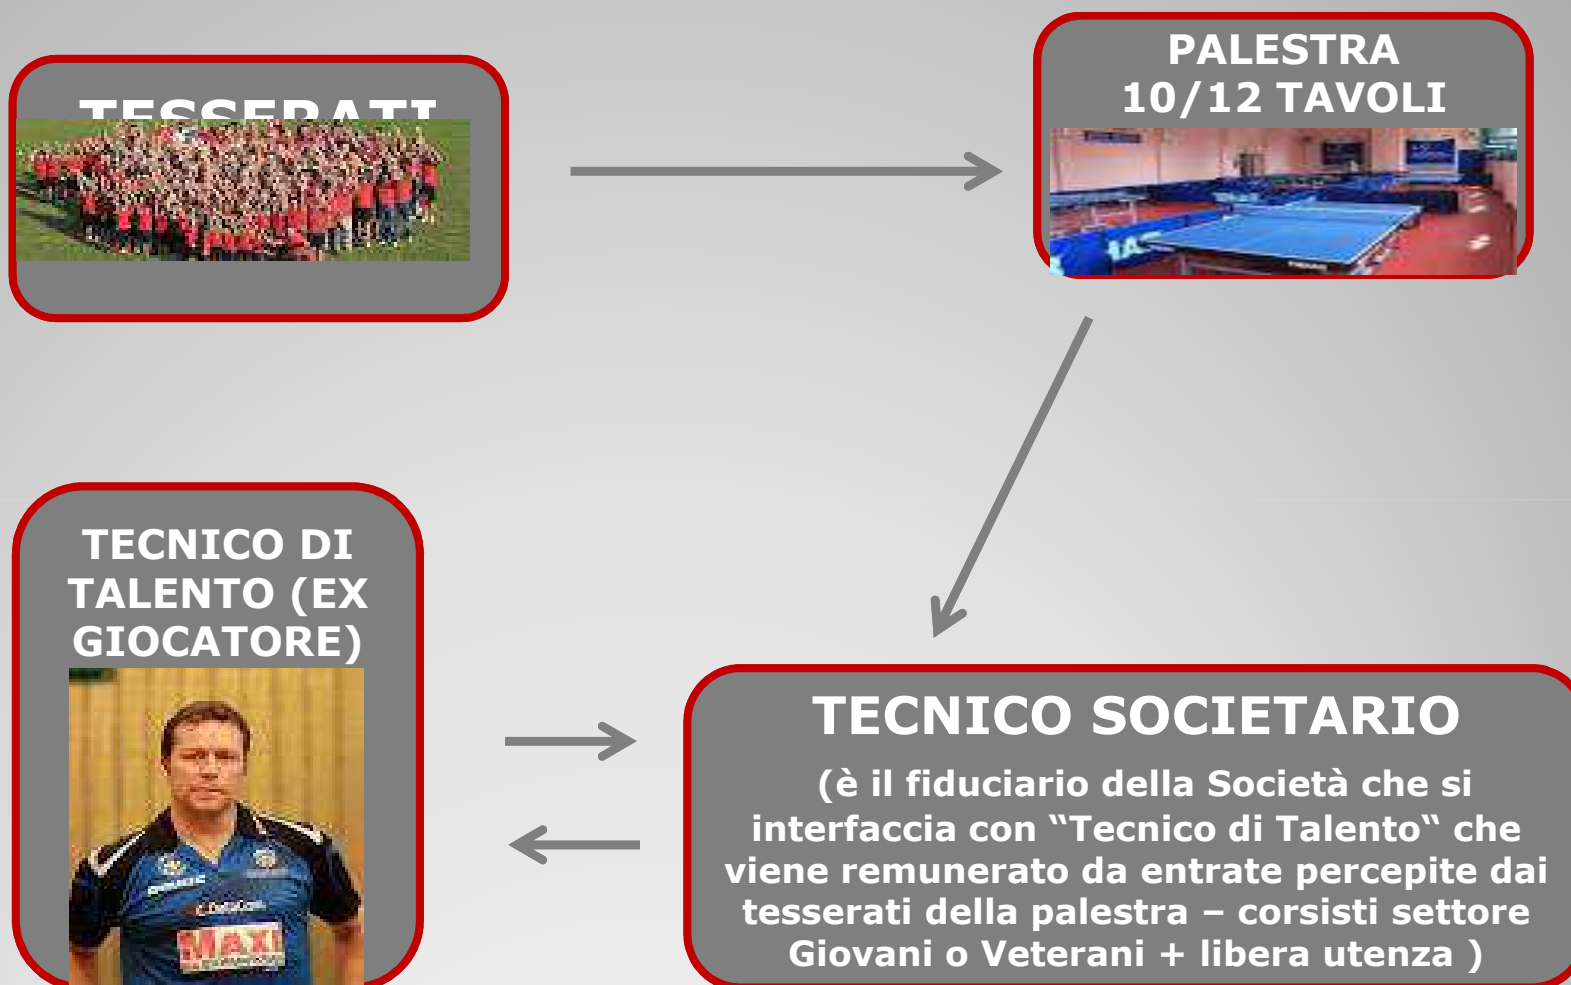 TESSERATI
PALESTRA
10/12 TAVOLI
TECNICO DI
TALENTO (EX
GIOCATORE)
MAXI
TECNICO SOCIETARIO
(è il fiduciario della Società che si
interfaccia con “Tecnico di Talento“ che
viene remunerato da entrate percepite dai
tesserati della palestra – corsisti settore
Giovani o Veterani + libera utenza )